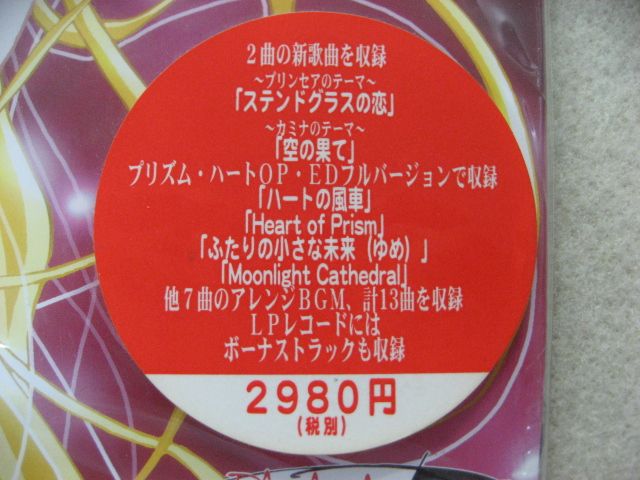 2曲の新歌曲を収録
~プリンセアのテーマ~
「ステンドグラスの恋」
~カミナのテーマ~
「空の果て」
プリズム・ハートOP・EDフルバージョンで収録
「ハートの風車」
「Heart of Prism」
「ふたりの小さな未来(ゆめ)」
「Moonlight Cathedral」
他7曲のアレンジBGM、計13曲を収録
LPレコードには
ボーナストラックも収録
2980円
(税別)